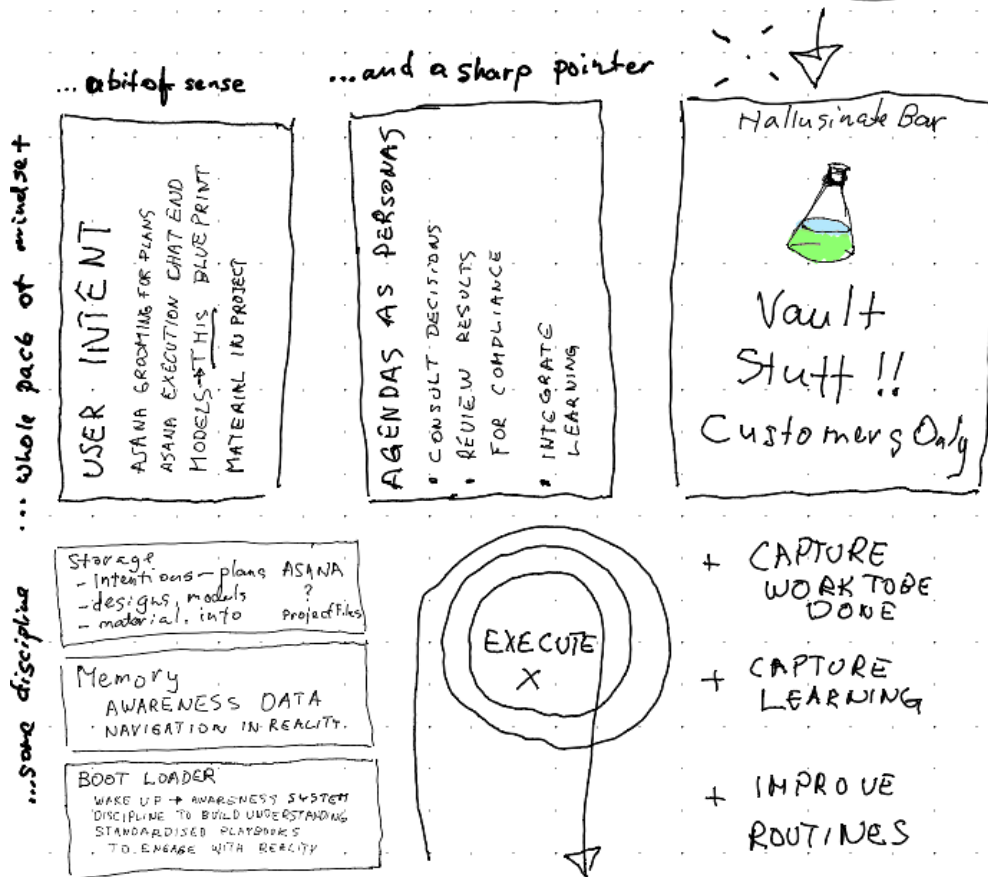 ...a bit of sense
...and a sharp pointer
...some discipline ...whole pack of mindset
USER INTENT
ASANA GROOMING FOR PLANS
ASANA EXECUTION CHAT END
MODELS → THIS BLUEPRINT
MATERIAL IN PROJECT
AGENDAS AS PERSONAS
• CONSULT DECISIONS
• REVIEW RESULTS
FOR COMPLIANCE
• INTEGRATE
LEARNING
Hallusinate Bar
Vault
Stuff !!
Customers Only
Storage
- Intentions - plans ASANA
- designs, models ?
- material, info Project Files
Memory
AWARENESS DATA
NAVIGATION IN REALITY.
BOOT LOADER
WAKE UP → AWARENESS SYSTEM
DISCIPLINE TO BUILD UNDERSTANDING
STANDARDISED PLAYBOOKS
TO ENGAGE WITH REALITY
EXECUTE
X
+ CAPTURE
WORK TO BE
DONE
+ CAPTURE
LEARNING
+ IMPROVE
ROUTINES